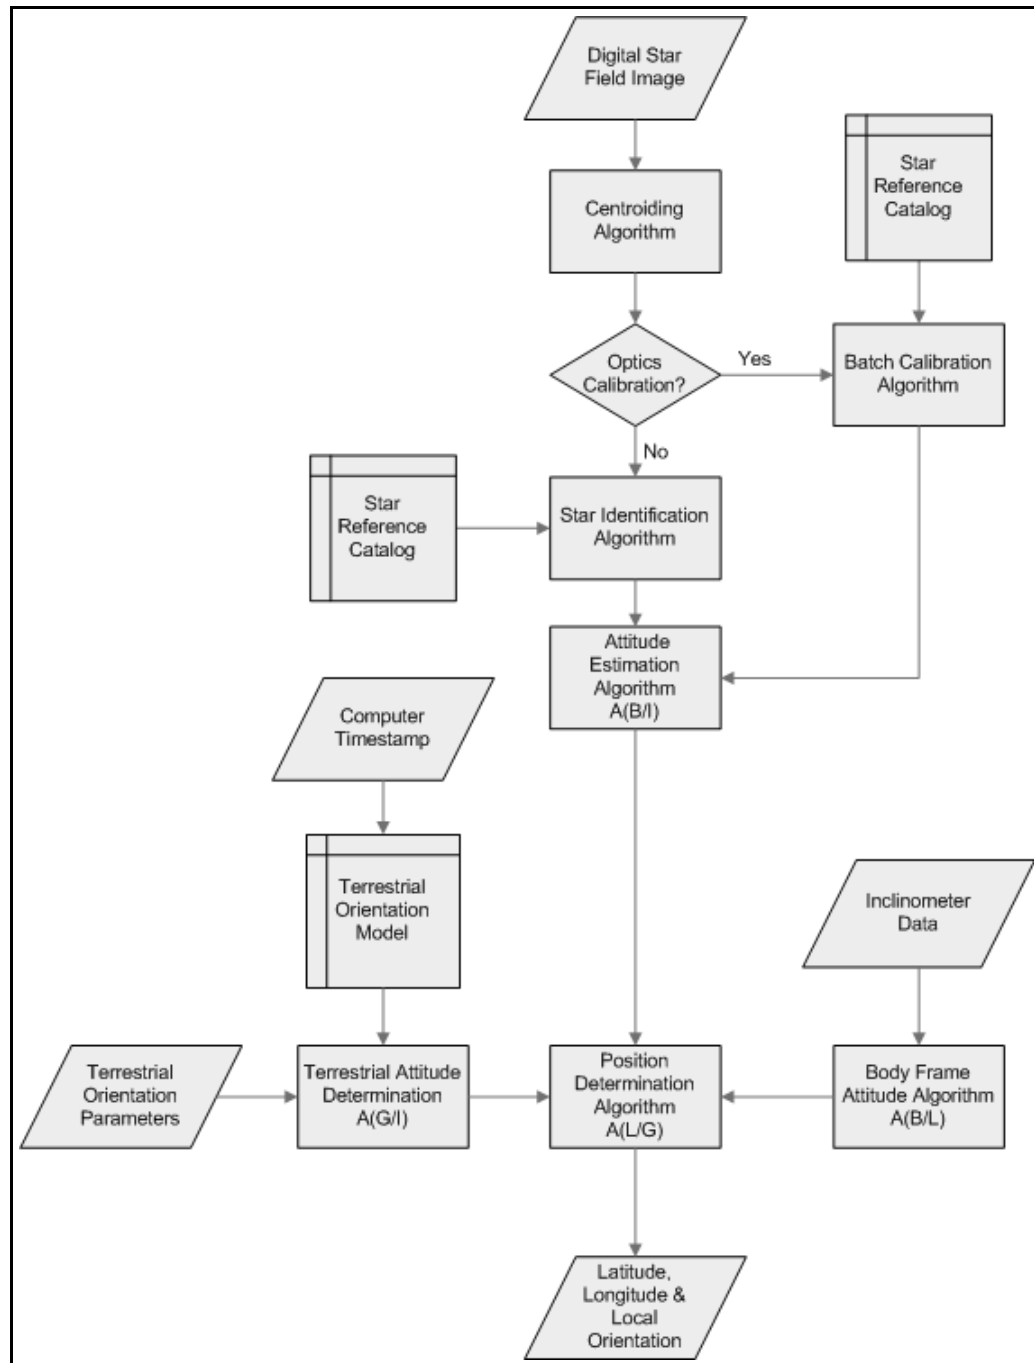 Digital Star
Field Image
Star
Reference
Catalog
Centroiding
Algorithm
Optics
Calibration?
Yes
Batch Calibration
Algorithm
No
Star
Reference
Catalog
Star Identification
Algorithm
Attitude
Estimation
Algorithm
A(B/I)
Computer
Timestamp
Terrestrial
Orientation
Model
Inclinometer
Data
Terrestrial
Orientation
Parameters
Terrestrial Attitude
Determination
A(G/I)
Position
Determination
Algorithm
A(L/G)
Body Frame
Attitude Algorithm
A(B/L)
Latitude,
Longitude &
Local
Orientation